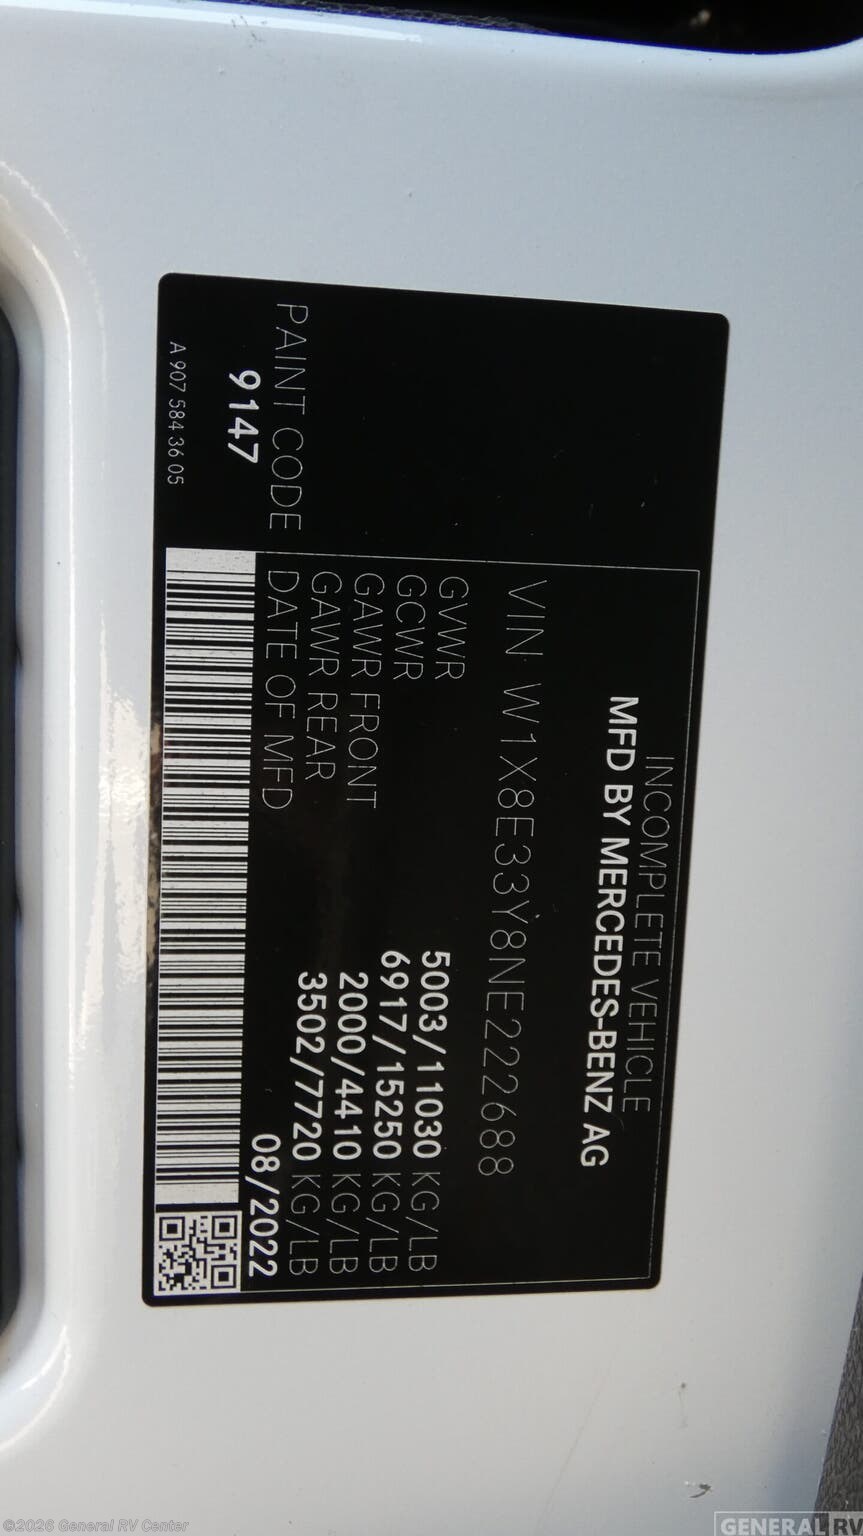 INCOMPLETE VEHICLE
MFD BY MERCEDES-BENZ AG
VIN W1X8E33Y8NE222688
GVWR 5003/11030 KG/LB
GCWR 6917/15250 KG/LB
GAWR FRONT 2000/4410 KG/LB
GAWR REAR 3502/7720 KG/LB
DATE OF MFD 08/2022
PAINT CODE
9147
A 907 584 36 05
©2026 General RV Center
GENERAL RV